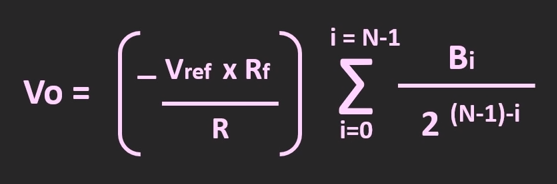 Vo = ( − Vref x Rf / R ) i = N-1 Σ i=0 Bi / 2 (N-1)-i